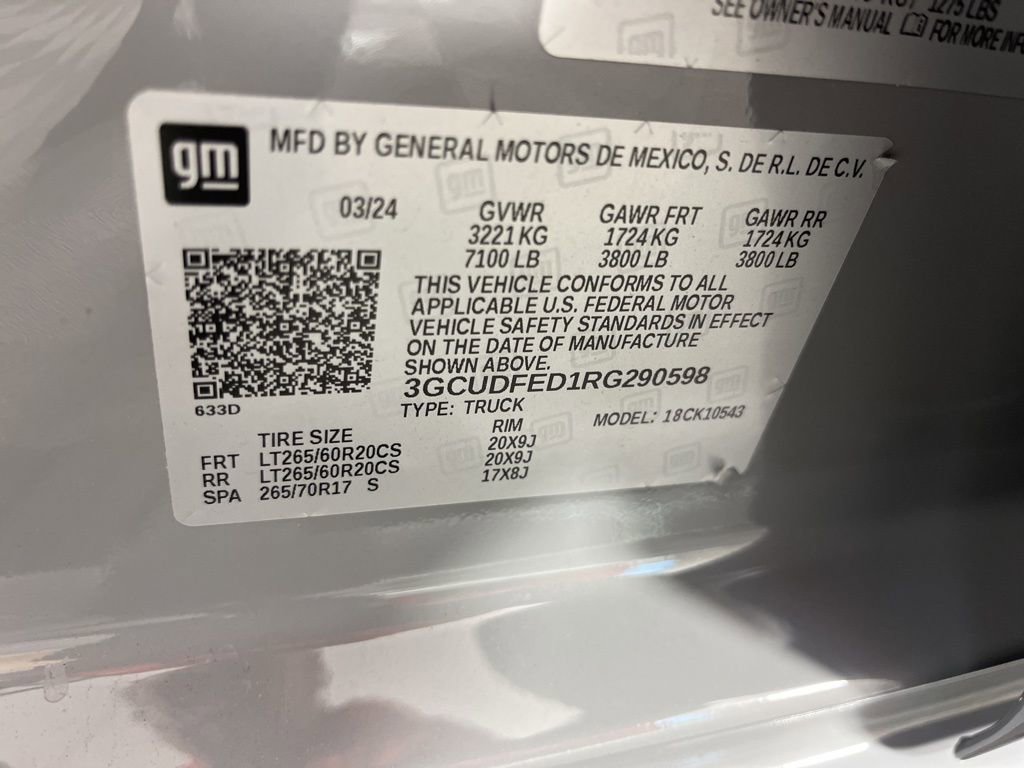 1275 LBS
SEE OWNER'S MANUAL FOR MORE
gm
MFD BY GENERAL MOTORS DE MEXICO, S. DE R.L. DE C.V.
03/24 GVWR GAWR FRT GAWR RR
3221 KG 1724 KG 1724 KG
7100 LB 3800 LB 3800 LB
THIS VEHICLE CONFORMS TO ALL
APPLICABLE U.S. FEDERAL MOTOR
VEHICLE SAFETY STANDARDS IN EFFECT
ON THE DATE OF MANUFACTURE
SHOWN ABOVE.
3GCUDFED1RG290598
633D
TYPE: TRUCK MODEL: 18CK10543
TIRE SIZE RIM
FRT LT265/60R20CS 20X9J
RR LT265/60R20CS 20X9J
SPA 265/70R17 S 17X8J